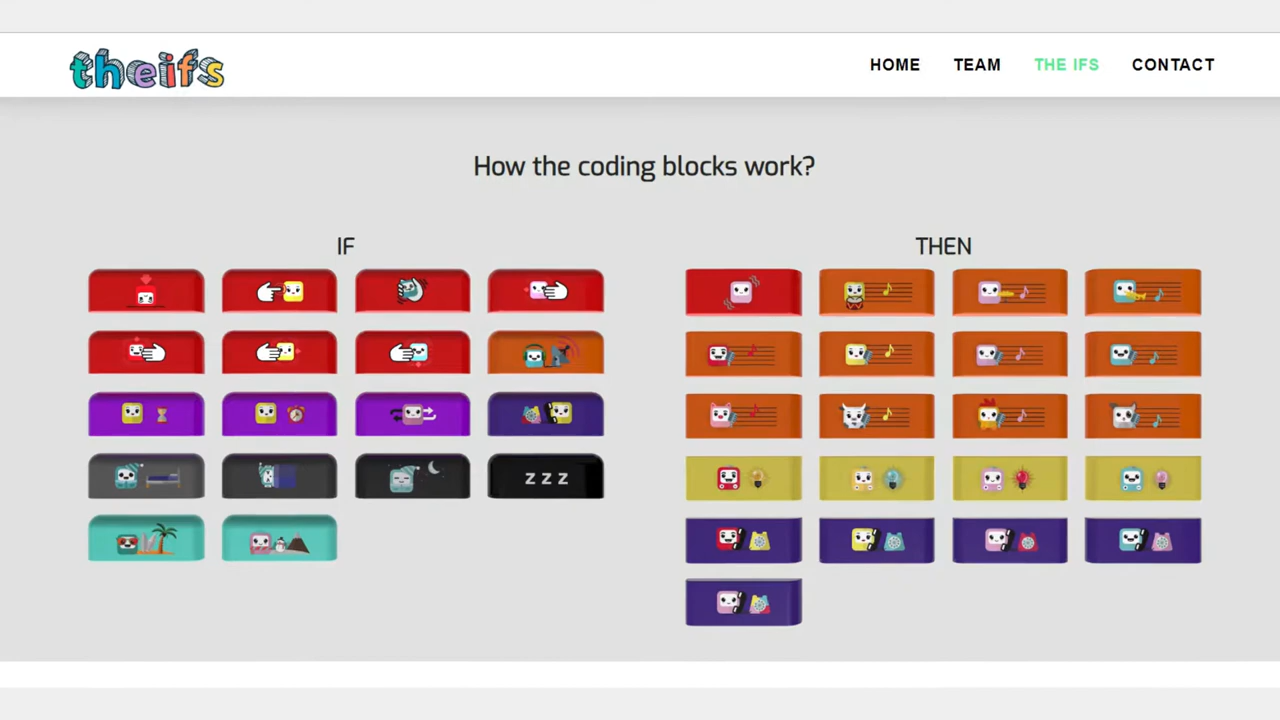 theifs
HOME TEAM THE IFS CONTACT
How the coding blocks work?
IF
THEN
Z Z Z